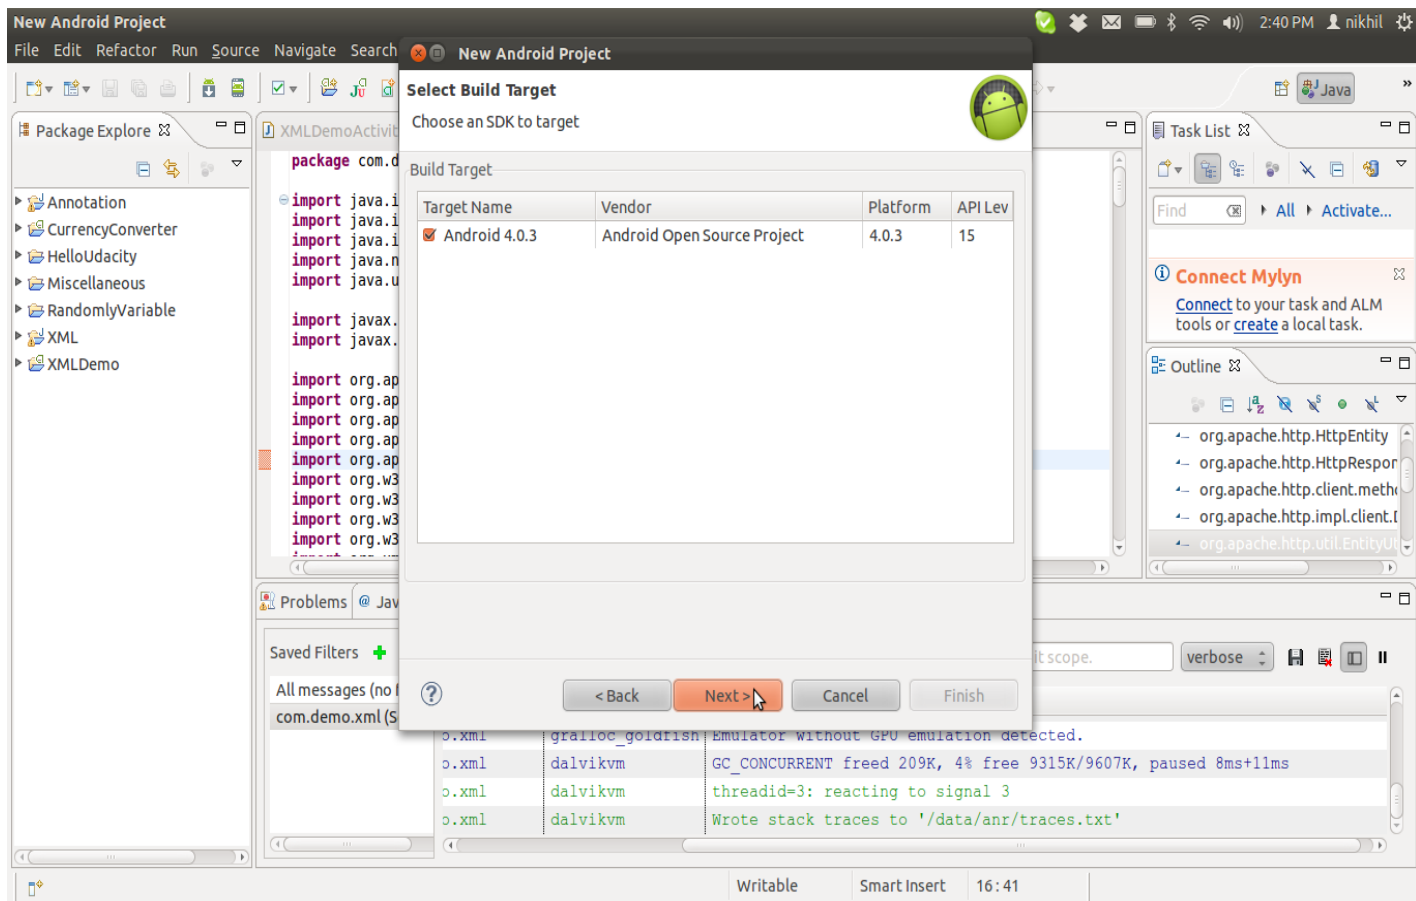 New Android Project
2:40 PM nikhil
File Edit Refactor Run Source Navigate Search
New Android Project
Java
Select Build Target
Choose an SDK to target
Package Explore
Annotation
CurrencyConverter
HelloUdacity
Miscellaneous
RandomlyVariable
XML
XMLDemo
XMLDemoActivit
package com.d
import java.i
import java.i
import java.i
import java.n
import java.u
import javax.
import javax.
import org.ap
import org.ap
import org.ap
import org.ap
import org.ap
import org.w3
import org.w3
import org.w3
import org.w3
Build Target
Target Name Vendor Platform API Lev
Android 4.0.3 Android Open Source Project 4.0.3 15
< Back Next > Cancel Finish
Task List
Find All Activate...
Connect Mylyn
Connect to your task and ALM
tools or create a local task.
Outline
org.apache.http.HttpEntity
org.apache.http.HttpRespon
org.apache.http.client.metho
org.apache.http.impl.client.D
org.apache.http.util.EntityUt
Problems @ Jav
Saved Filters
All messages (no f
com.demo.xml (S
it scope. verbose
o.xml gralloc_goldfish Emulator without GPU emulation detected.
o.xml dalvikvm GC_CONCURRENT freed 209K, 4% free 9315K/9607K, paused 8ms+11ms
o.xml dalvikvm threadid=3: reacting to signal 3
o.xml dalvikvm Wrote stack traces to '/data/anr/traces.txt'
Writable Smart Insert 16:41